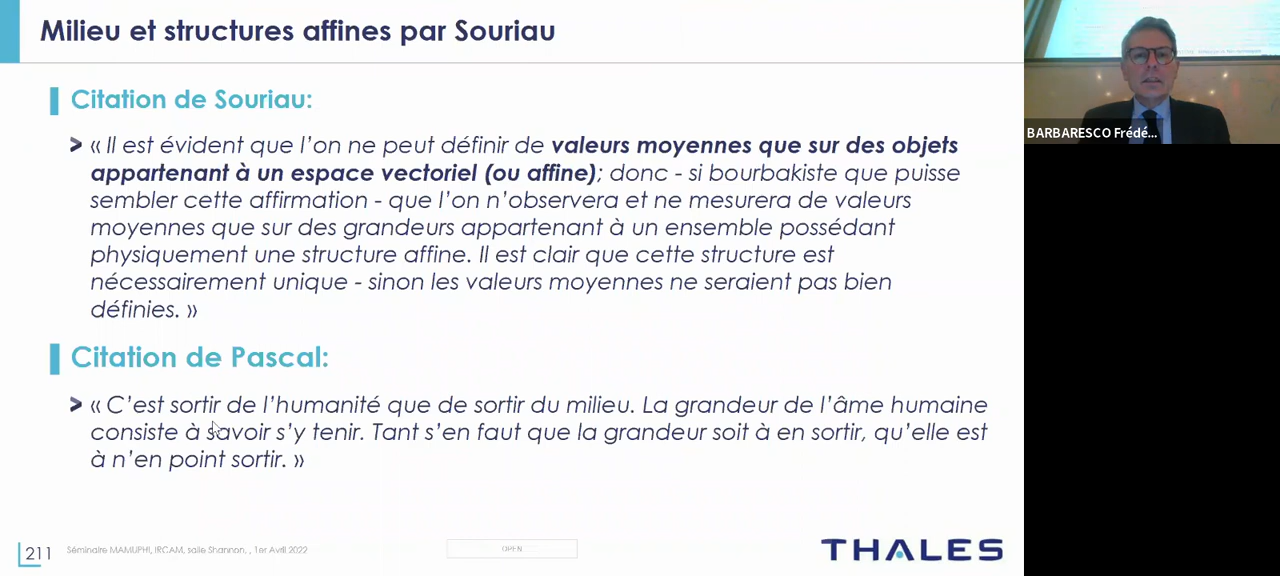 Milieu et structures affines par Souriau
Citation de Souriau:
« Il est évident que l’on ne peut définir de valeurs moyennes que sur des objets
appartenant à un espace vectoriel (ou affine); donc - si bourbakiste que puisse
sembler cette affirmation - que l’on n’observera et ne mesurera de valeurs
moyennes que sur des grandeurs appartenant à un ensemble possédant
physiquement une structure affine. Il est clair que cette structure est
nécessairement unique - sinon les valeurs moyennes ne seraient pas bien
définies. »
Citation de Pascal:
« C’est sortir de l’humanité que de sortir du milieu. La grandeur de l’âme humaine
consiste à savoir s’y tenir. Tant s’en faut que la grandeur soit à en sortir, qu’elle est
à n’en point sortir. »
211
Séminaire MAMUPHI, IRCAM, salle Shannon, , 1er Avril 2022
OPEN
THALES
BARBARESCO Frédé...